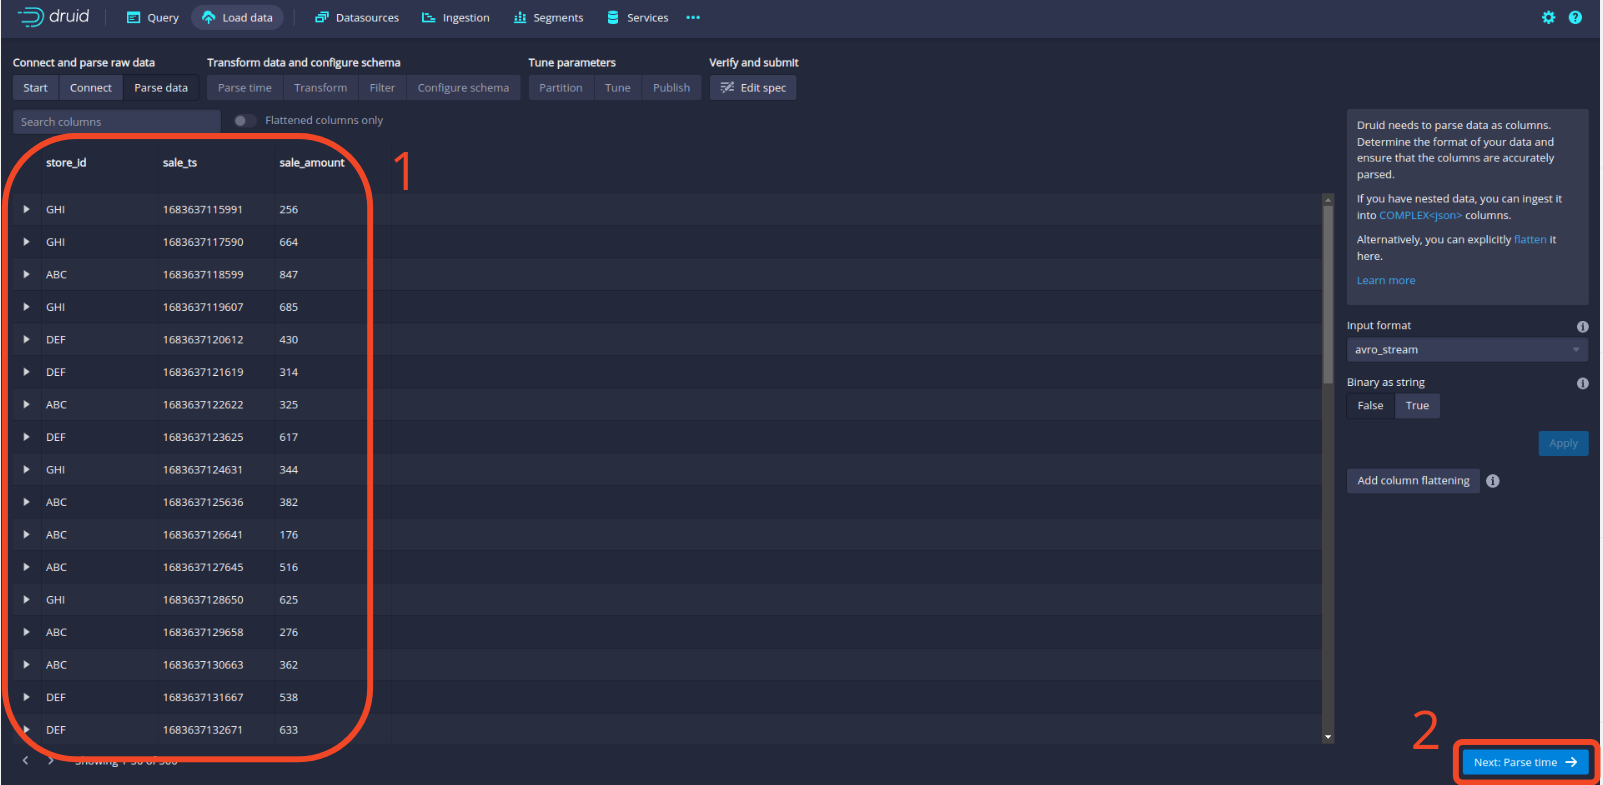 druid Query Load data Datasources Ingestion Segments Services
Connect and parse raw data Transform data and configure schema Tune parameters Verify and submit
Start Connect Parse data Parse time Transform Filter Configure schema Partition Tune Publish Edit spec
Search columns Flattened columns only
store_id sale_ts sale_amount 1
GHI 1683637115991 256
GHI 1683637117590 664
ABC 1683637118599 847
GHI 1683637119607 685
DEF 1683637120612 430
DEF 1683637121619 314
ABC 1683637122622 325
DEF 1683637123625 617
GHI 1683637124631 344
ABC 1683637125636 382
ABC 1683637126641 176
ABC 1683637127645 516
GHI 1683637128650 625
ABC 1683637129658 276
ABC 1683637130663 362
DEF 1683637131667 538
DEF 1683637132671 633
Druid needs to parse data as columns.
Determine the format of your data and
ensure that the columns are accurately
parsed.
If you have nested data, you can ingest it
into COMPLEX<json> columns.
Alternatively, you can explicitly flatten it
here.
Learn more
Input format
avro_stream
Binary as string
False True
Apply
Add column flattening
2
Next: Parse time